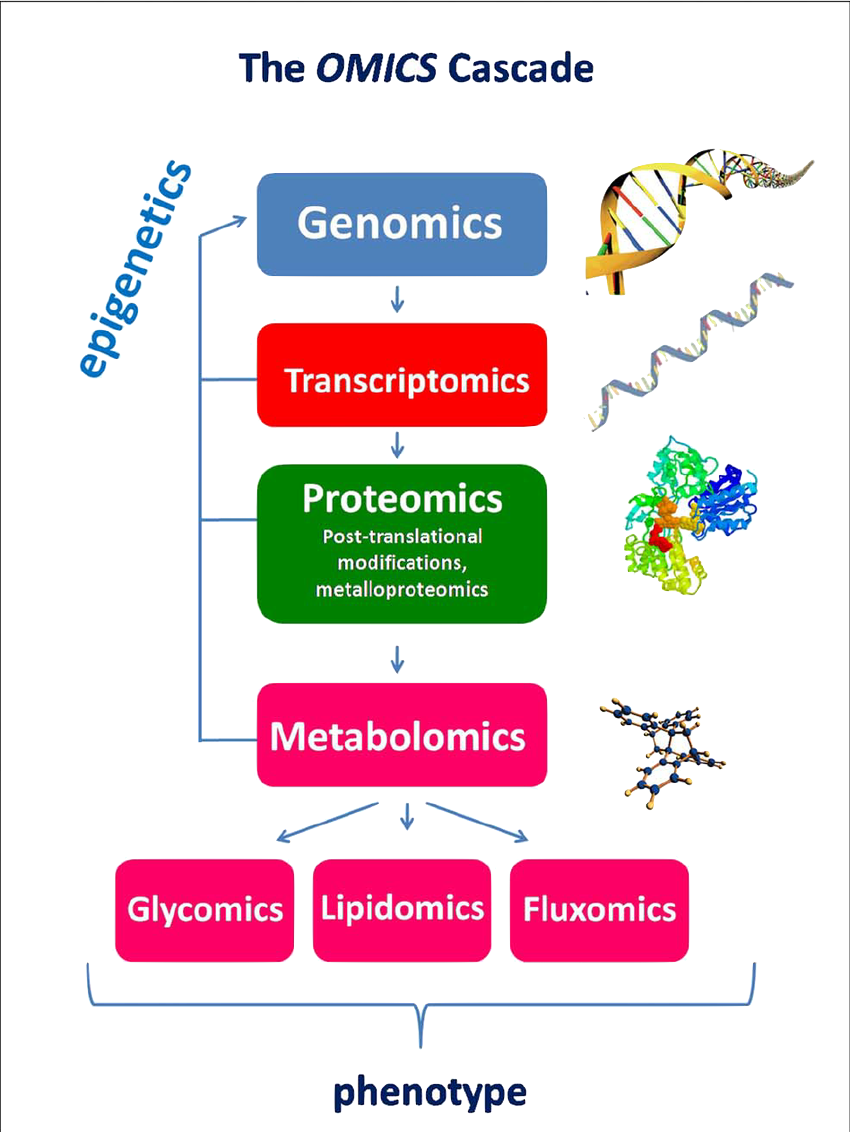 The OMICS Cascade
epigenetics
Genomics
Transcriptomics
Proteomics
Post-translational
modifications,
metalloproteomics
Metabolomics
Glycomics
Lipidomics
Fluxomics
phenotype